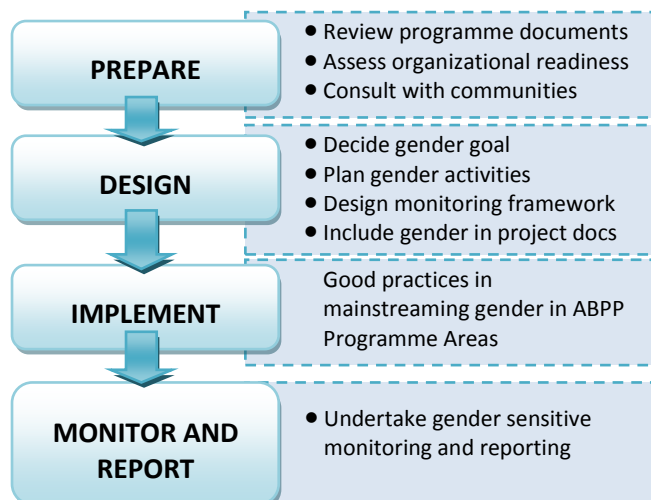 PREPARE
• Review programme documents
• Assess organizational readiness
• Consult with communities
DESIGN
• Decide gender goal
• Plan gender activities
• Design monitoring framework
• Include gender in project docs
IMPLEMENT
Good practices in
mainstreaming gender in ABPP
Programme Areas
MONITOR AND
REPORT
• Undertake gender sensitive
monitoring and reporting